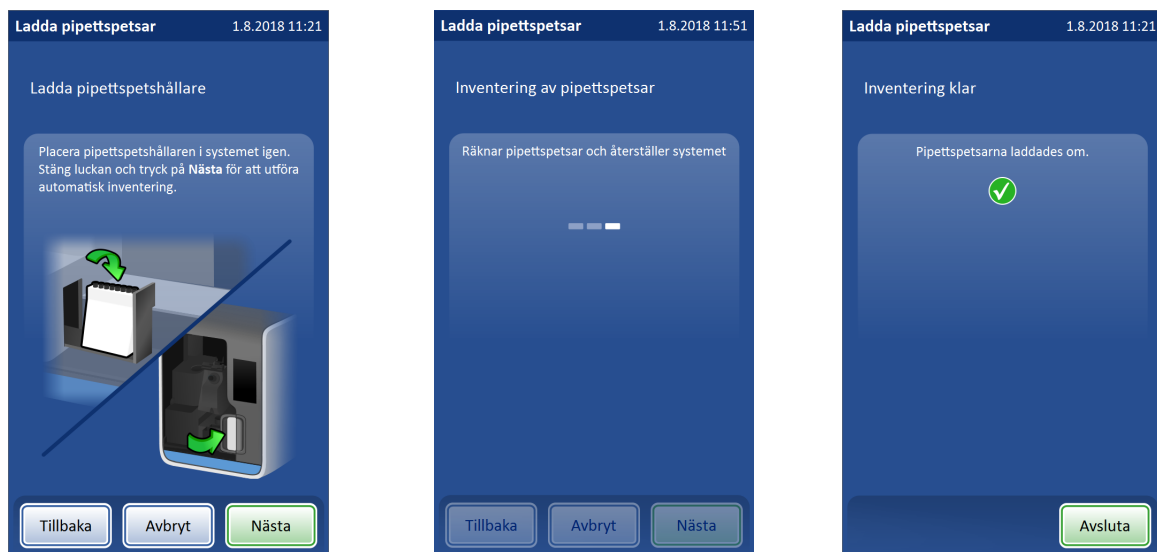 Ladda pipettspetsar 1.8.2018 11:21
Ladda pipettspetshållare
Placera pipettspetshållaren i systemet igen.
Stäng luckan och tryck på Nästa för att utföra
automatisk inventering.
Tillbaka Avbryt Nästa
Ladda pipettspetsar 1.8.2018 11:51
Inventering av pipettspetsar
Räknar pipettspetsar och återställer systemet
Tillbaka Avbryt Nästa
Ladda pipettspetsar 1.8.2018 11:21
Inventering klar
Pipettspetsarna laddades om.
Avsluta